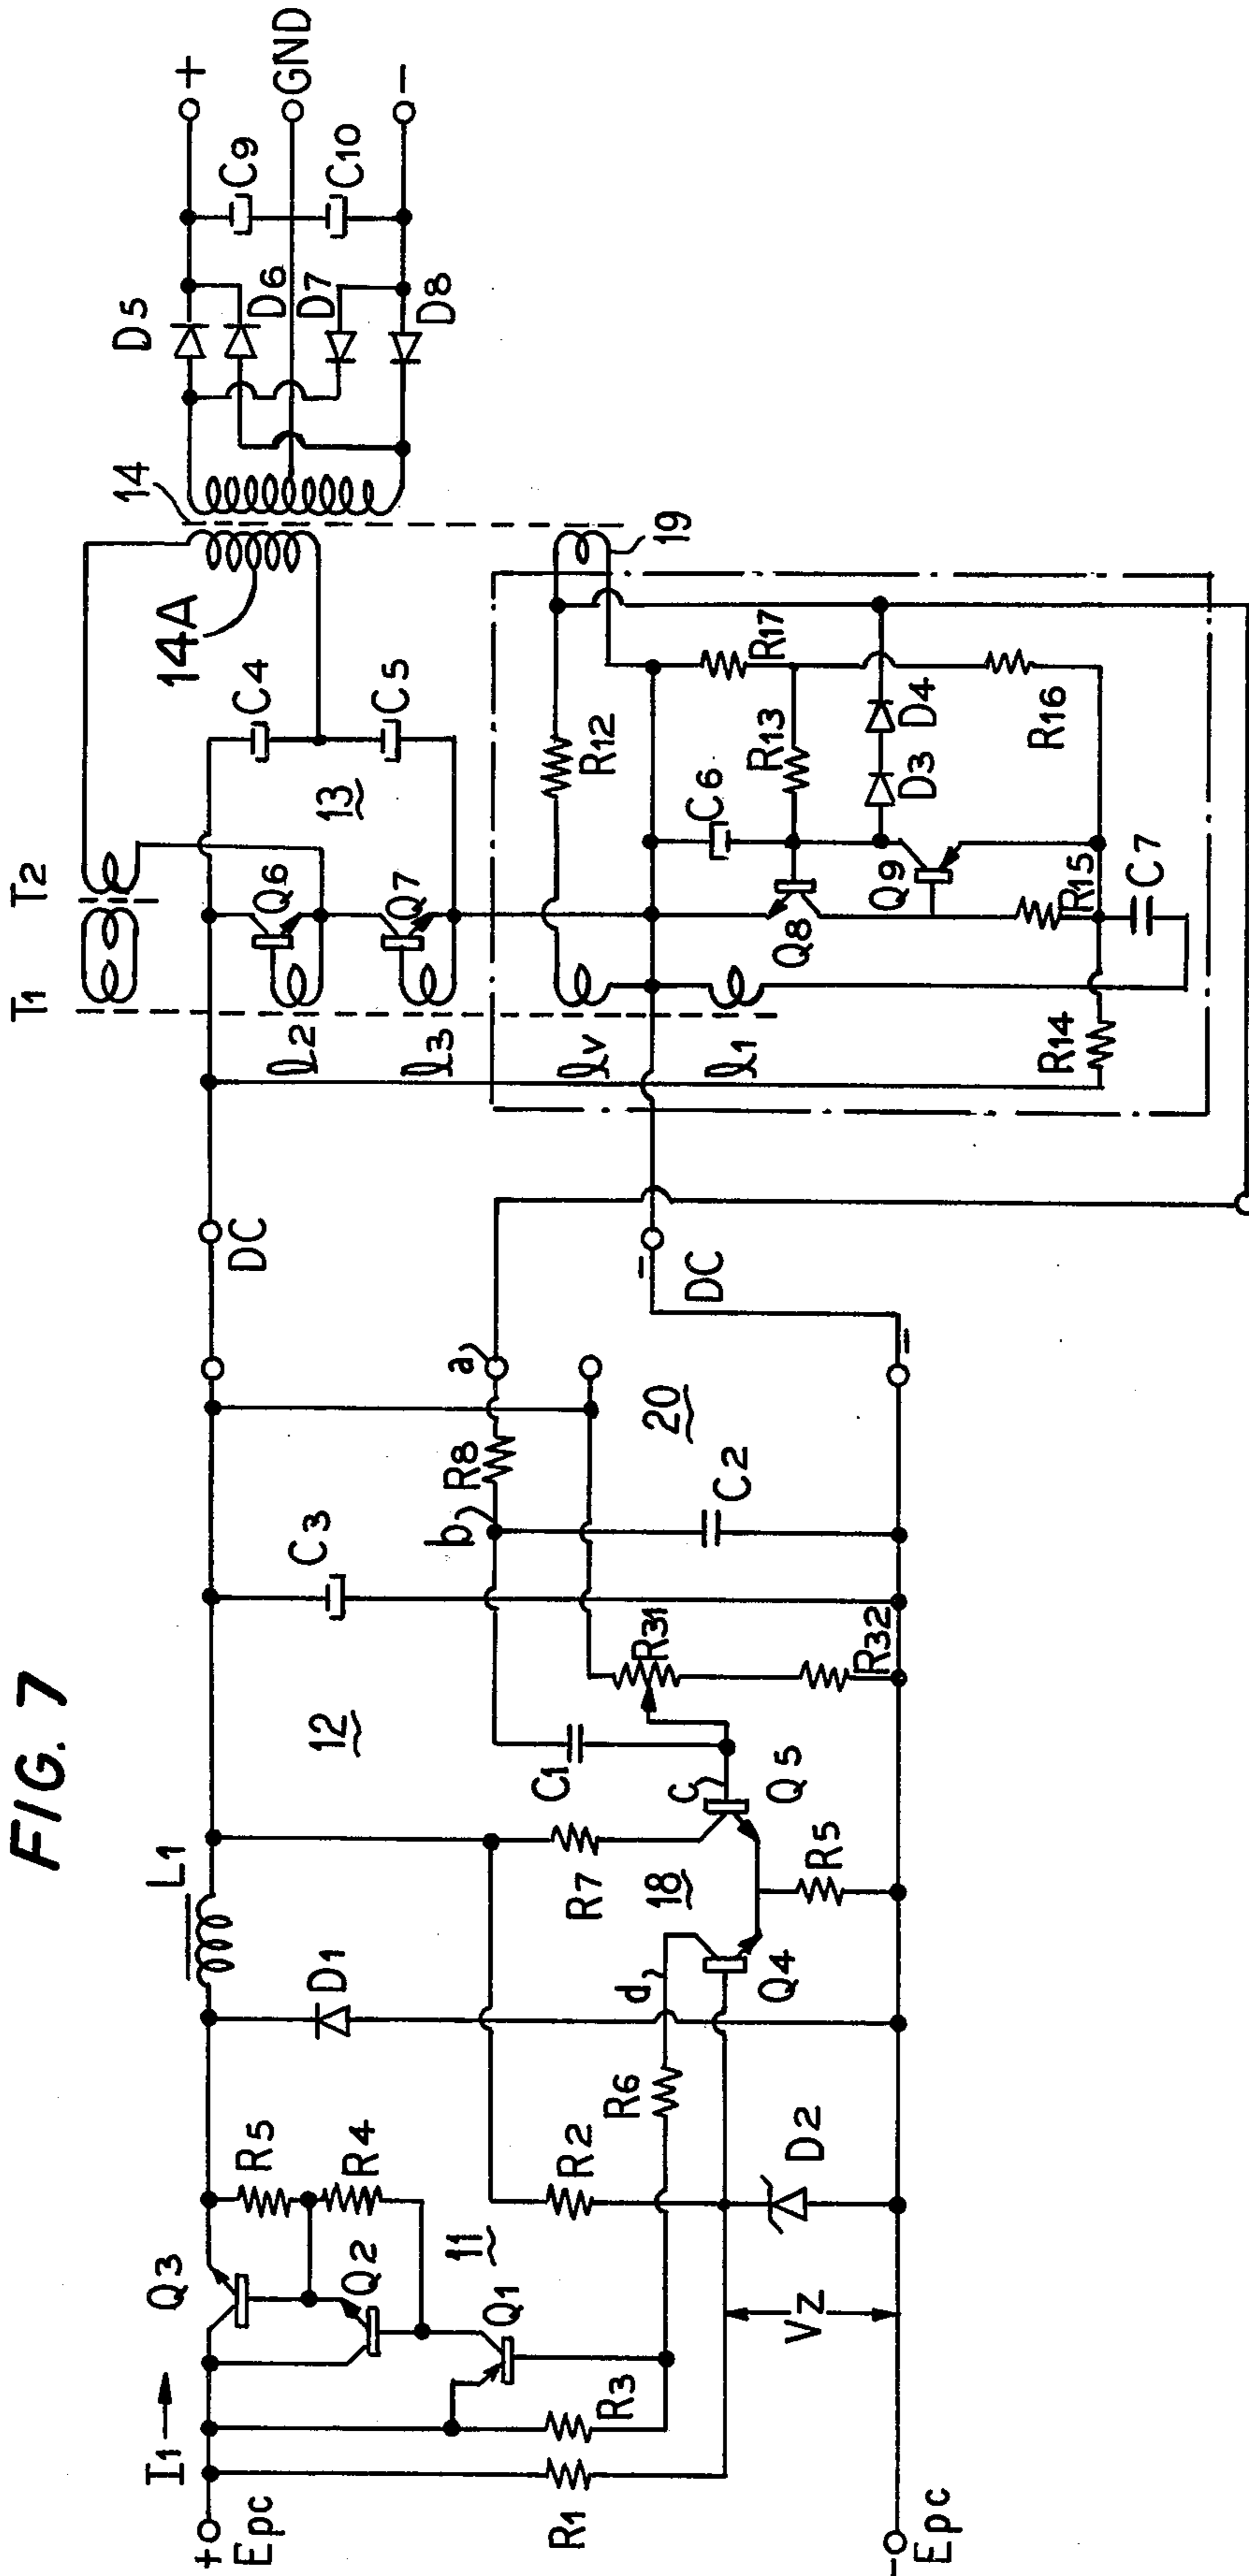 FIG. 7
I1
+
Epc
Q3
R5
R4
Q2
11
Q1
R3
R1
R6
R2
D2
VZ
-
Epc
L1
D1
d
Q4
18
R5
Q5
c
R7
C1
12
C3
R31
R32
b
R8
a
20
C2
-
DC
-
DC
T1
T2
l2
l3
lv
l1
Q6
Q7
13
C4
C5
14A
14
R12
19
C6
R13
R17
D3
D4
Q8
Q9
R14
R15
R16
C7
D5
D6
D7
D8
C9
C10
+
GND
-